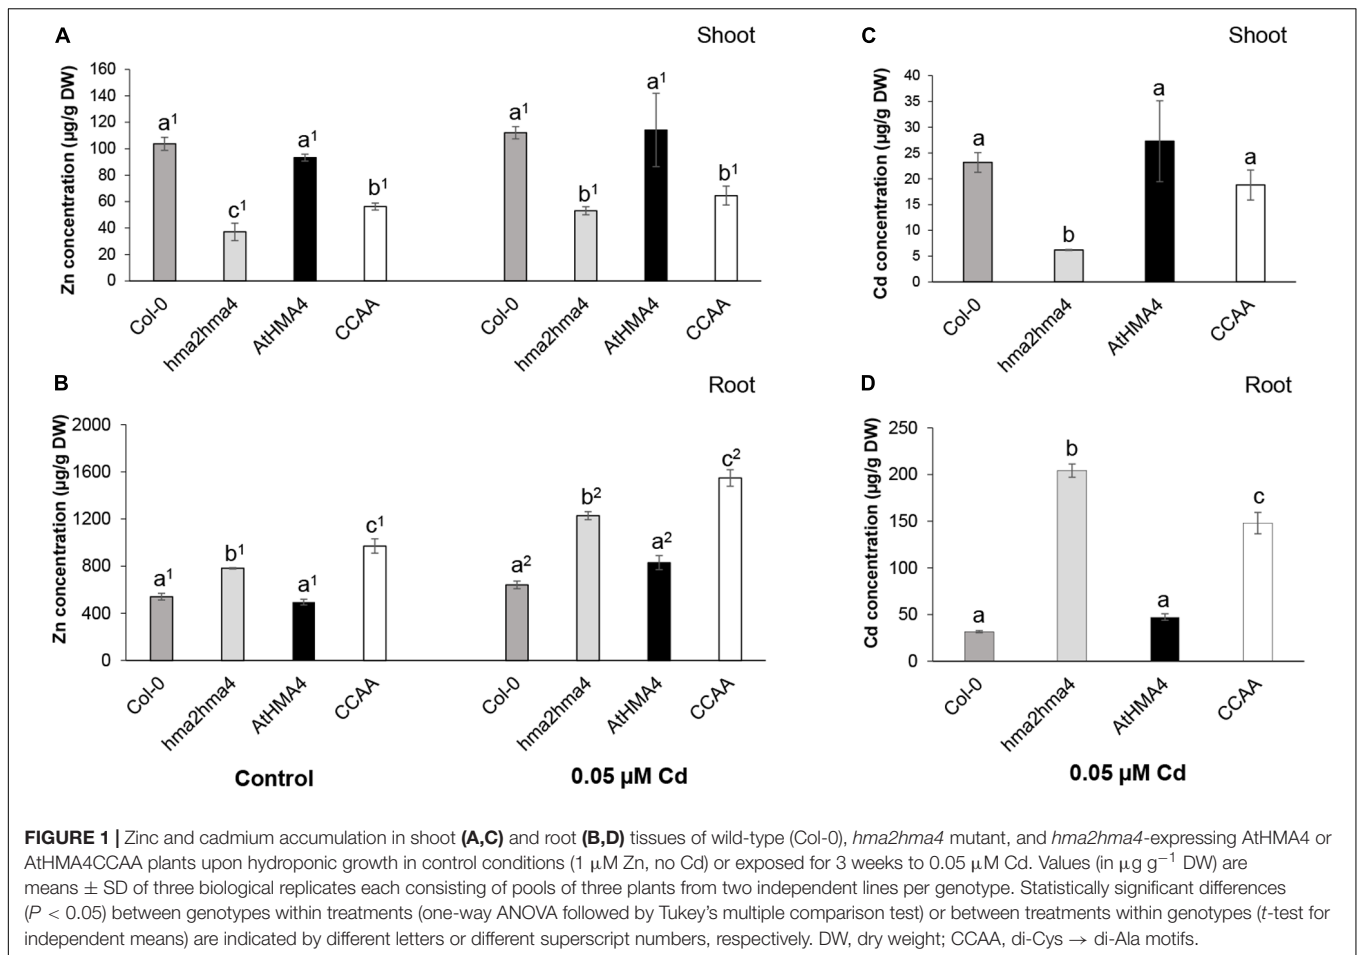 A
Shoot
Zn concentration (µg/g DW)
160
140
120
100
80
60
40
20
0
a¹
c¹
a¹
b¹
a¹
b¹
a¹
b¹
Col-0
hma2hma4
AtHMA4
CCAA
Col-0
hma2hma4
AtHMA4
CCAA
C
Shoot
Cd concentration (µg/g DW)
40
35
30
25
20
15
10
5
0
a
b
a
a
Col-0
hma2hma4
AtHMA4
CCAA
B
Root
Zn concentration (µg/g DW)
2000
1600
1200
800
400
0
a¹
b¹
a¹
c¹
a²
b²
a²
c²
Col-0
hma2hma4
AtHMA4
CCAA
Col-0
hma2hma4
AtHMA4
CCAA
Control
0.05 µM Cd
D
Root
Cd concentration (µg/g DW)
250
200
150
100
50
0
a
b
a
c
Col-0
hma2hma4
AtHMA4
CCAA
0.05 µM Cd
FIGURE 1 | Zinc and cadmium accumulation in shoot (A,C) and root (B,D) tissues of wild-type (Col-0), hma2hma4 mutant, and hma2hma4-expressing AtHMA4 or
AtHMA4CCAA plants upon hydroponic growth in control conditions (1 µM Zn, no Cd) or exposed for 3 weeks to 0.05 µM Cd. Values (in µg g⁻¹ DW) are
means ± SD of three biological replicates each consisting of pools of three plants from two independent lines per genotype. Statistically significant differences
(P < 0.05) between genotypes within treatments (one-way ANOVA followed by Tukey's multiple comparison test) or between treatments within genotypes (t-test for
independent means) are indicated by different letters or different superscript numbers, respectively. DW, dry weight; CCAA, di-Cys → di-Ala motifs.